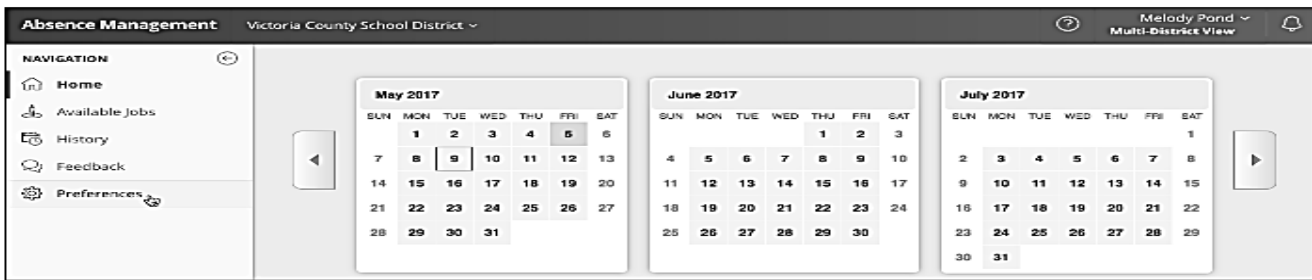 Absence Management Victoria County School District Melody Pond
Multi-District View
NAVIGATION
Home
Available Jobs
History
Feedback
Preferences
May 2017
SUN MON TUE WED THU FRI SAT
1 2 3 4 5 6
7 8 9 10 11 12 13
14 15 16 17 18 19 20
21 22 23 24 25 26 27
28 29 30 31
June 2017
SUN MON TUE WED THU FRI SAT
1 2 3
4 5 6 7 8 9 10
11 12 13 14 15 16 17
18 19 20 21 22 23 24
25 26 27 28 29 30
July 2017
SUN MON TUE WED THU FRI SAT
1
2 3 4 5 6 7 8
9 10 11 12 13 14 15
16 17 18 19 20 21 22
23 24 25 26 27 28 29
30 31